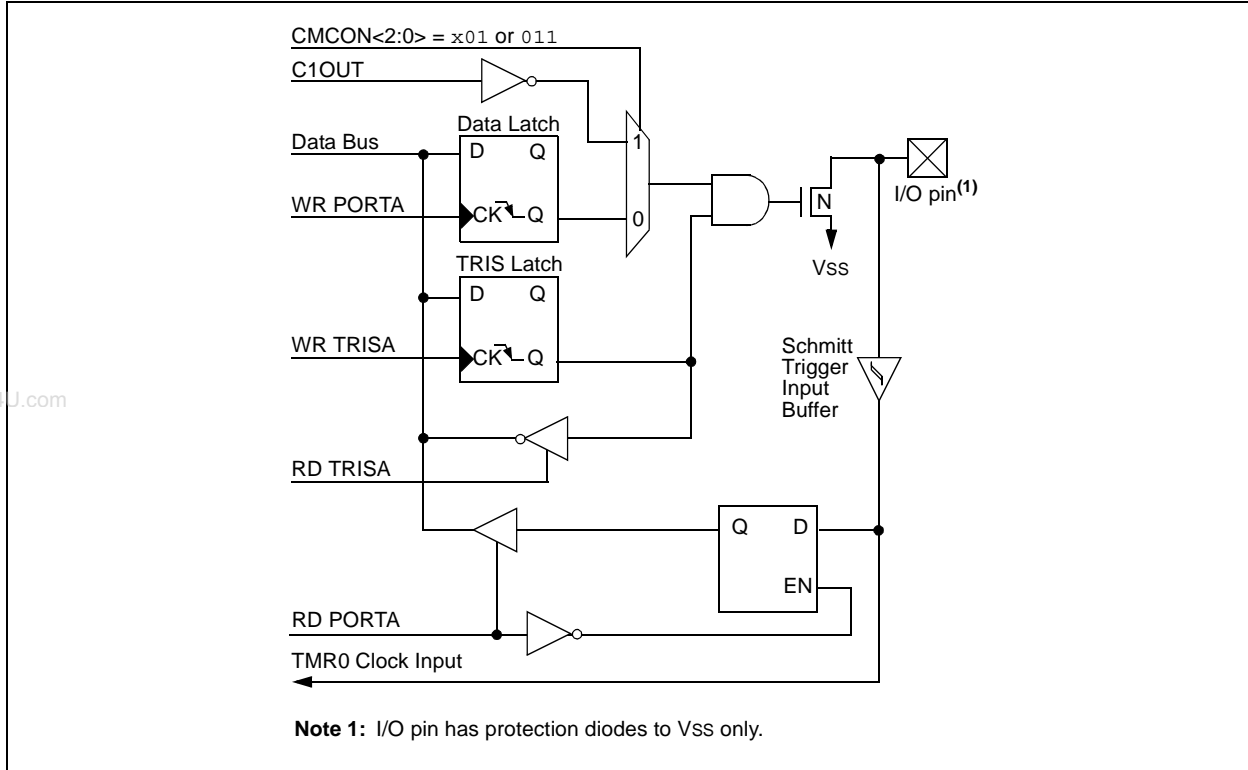 CMCON<2:0> = x01 or 011
C1OUT
Data Latch
Data Bus
D Q
1
I/O pin(1)
WR PORTA
CK Q
0
N
VSS
TRIS Latch
D Q
WR TRISA
CK Q
Schmitt
Trigger
Input
Buffer
U.com
RD TRISA
Q D
EN
RD PORTA
TMR0 Clock Input
Note 1: I/O pin has protection diodes to VSS only.